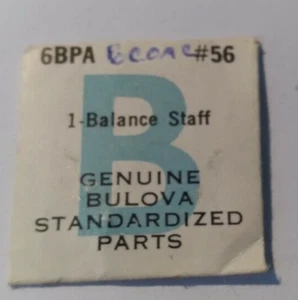 6BPA #56
1-Balance Staff
B
GENUINE
BULOVA
STANDARDIZED
PARTS